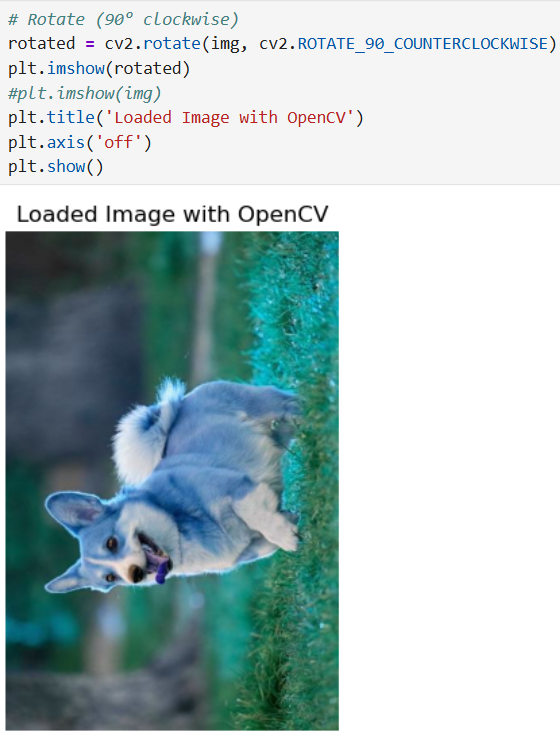 # Rotate (90° clockwise)
rotated = cv2.rotate(img, cv2.ROTATE_90_COUNTERCLOCKWISE)
plt.imshow(rotated)
#plt.imshow(img)
plt.title('Loaded Image with OpenCV')
plt.axis('off')
plt.show()
Loaded Image with OpenCV